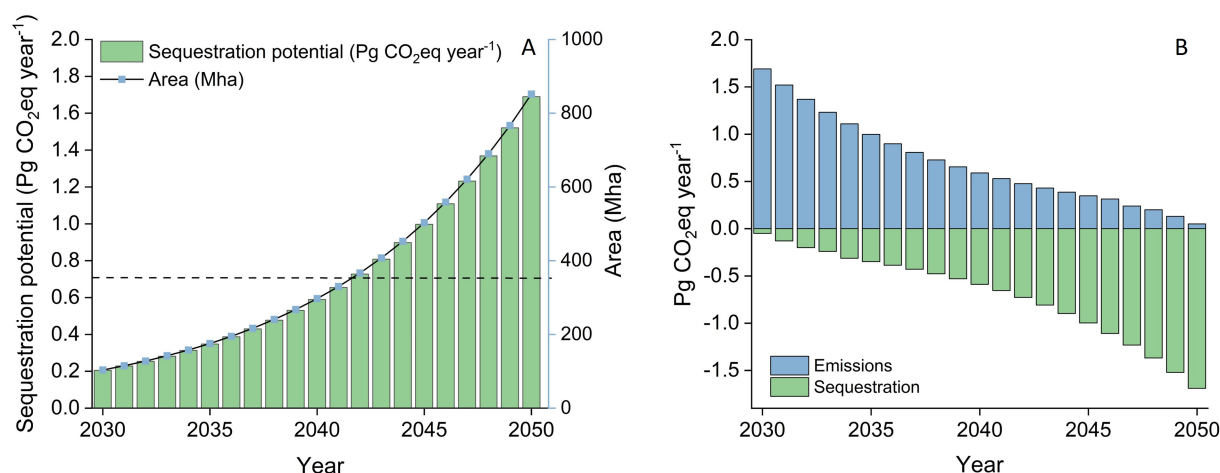 A
Sequestration potential (Pg CO₂eq year⁻¹)
Area (Mha)
Sequestration potential (Pg CO₂eq year⁻¹)
2.0
1.8
1.6
1.4
1.2
1.0
0.8
0.6
0.4
0.2
0.0
1000
800
600
400
200
0
Area (Mha)
2030 2035 2040 2045 2050
Year
B
Pg CO₂eq year⁻¹
1.5
1.0
0.5
0.0
-0.5
-1.0
-1.5
Emissions
Sequestration
2030 2035 2040 2045 2050
Year